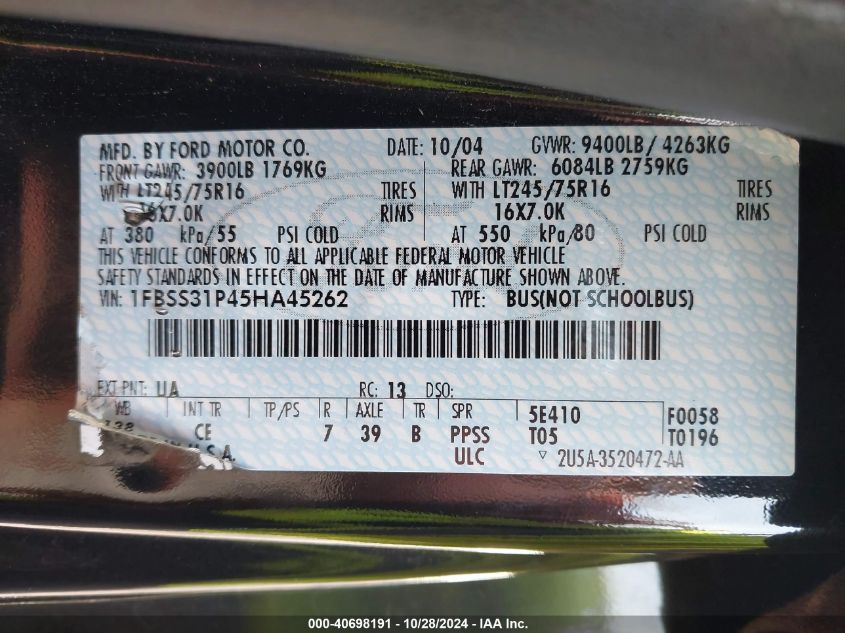 MFD. BY FORD MOTOR CO. DATE: 10/04 GVWR: 9400LB/ 4263KG
FRONT GAWR: 3900LB 1769KG REAR GAWR: 6084LB 2759KG
WITH LT245/75R16 TIRES WITH LT245/75R16 TIRES
16X7.0K RIMS 16X7.0K RIMS
AT 380 kPa/55 PSI COLD AT 550 kPa/80 PSI COLD
THIS VEHICLE CONFORMS TO ALL APPLICABLE FEDERAL MOTOR VEHICLE
SAFETY STANDARDS IN EFFECT ON THE DATE OF MANUFACTURE SHOWN ABOVE.
VIN: 1FBSS31P45HA45262 TYPE: BUS(NOT SCHOOLBUS)
EXT PNT: UA RC: 13 DSO:
WB INT TR TP/PS R AXLE TR SPR 5E410 F0058
138 CE 7 39 B PPSS T05 T0196
U.S.A. ULC ▽ 2U5A-3520472-AA
000-40698191 - 10/28/2024 - IAA Inc.